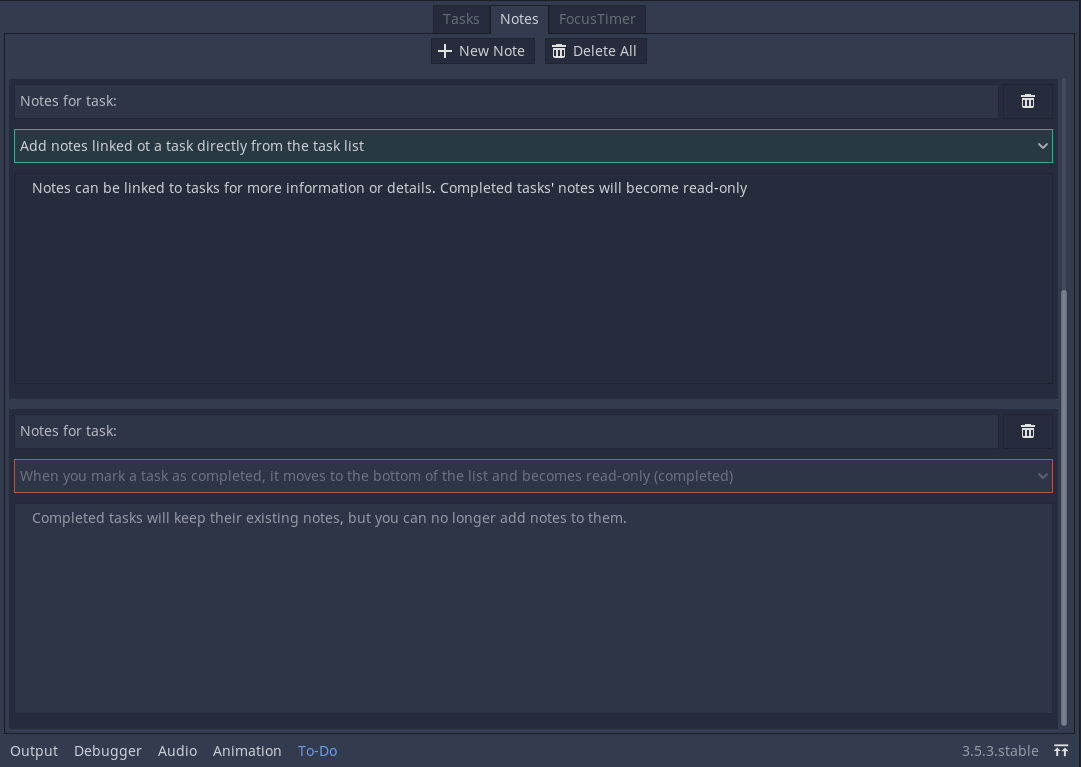 Tasks Notes FocusTimer
New Note Delete All
Notes for task:
Add notes linked ot a task directly from the task list
Notes can be linked to tasks for more information or details. Completed tasks' notes will become read-only
Notes for task:
When you mark a task as completed, it moves to the bottom of the list and becomes read-only (completed)
Completed tasks will keep their existing notes, but you can no longer add notes to them.
Output Debugger Audio Animation To-Do 3.5.3.stable